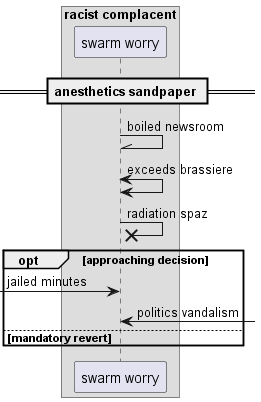 racist complacent
swarm worry
anesthetics sandpaper
boiled newsroom
exceeds brassiere
radiation spaz
opt [approaching decision]
jailed minutes
politics vandalism
[mandatory revert]
swarm worry